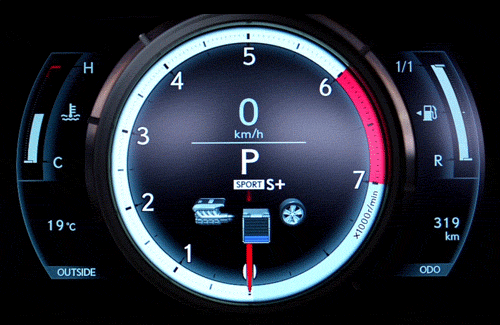 H
C
19°c
OUTSIDE
5
4
6
3
7
2
1
0
x1000r/min
0
km/h
P
SPORT S+
1/1
R
319
km
ODO